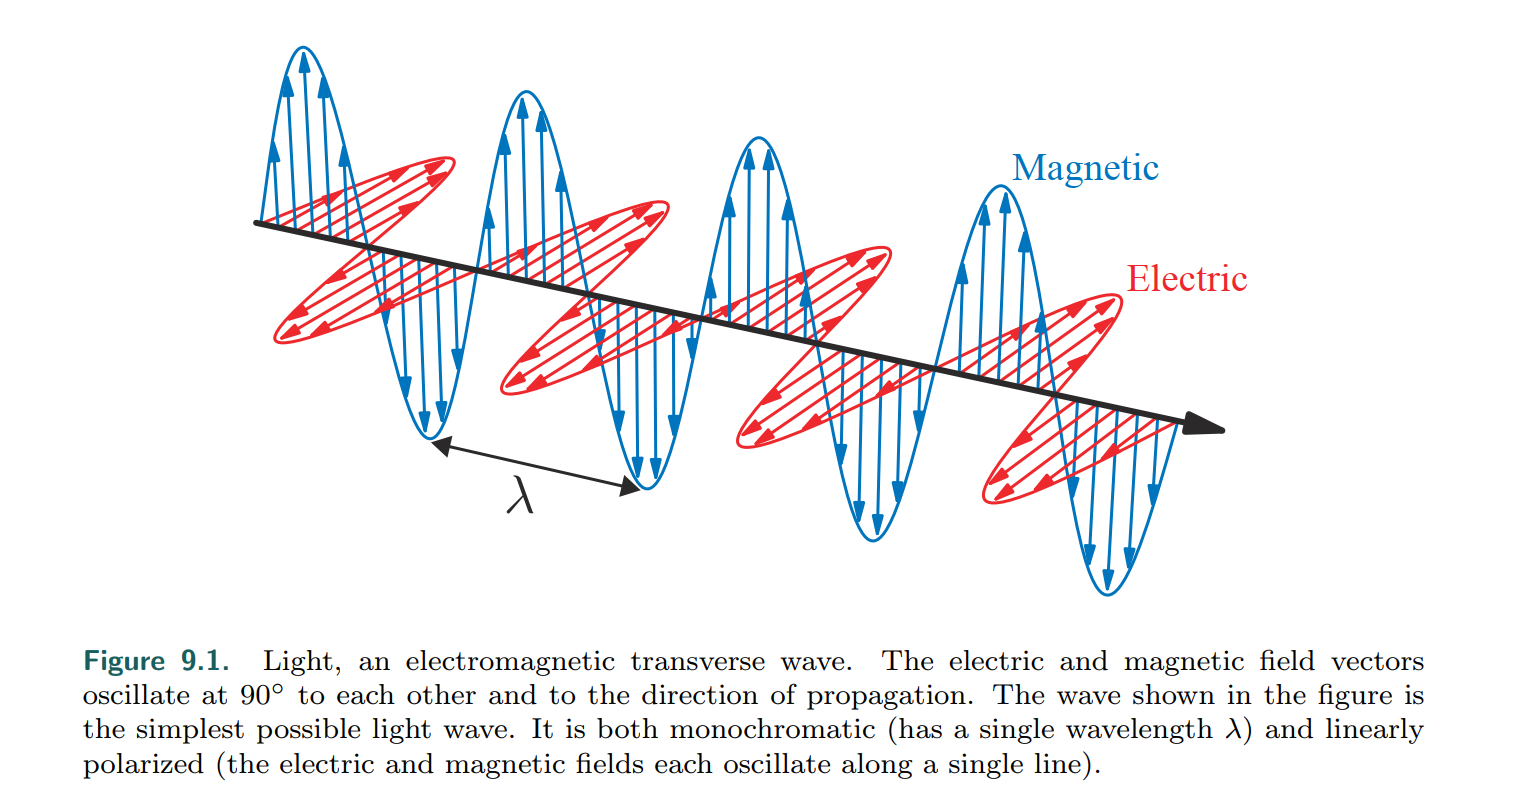 Magnetic
Electric
λ
Figure 9.1. Light, an electromagnetic transverse wave. The electric and magnetic field vectors
oscillate at 90° to each other and to the direction of propagation. The wave shown in the figure is
the simplest possible light wave. It is both monochromatic (has a single wavelength λ) and linearly
polarized (the electric and magnetic fields each oscillate along a single line).